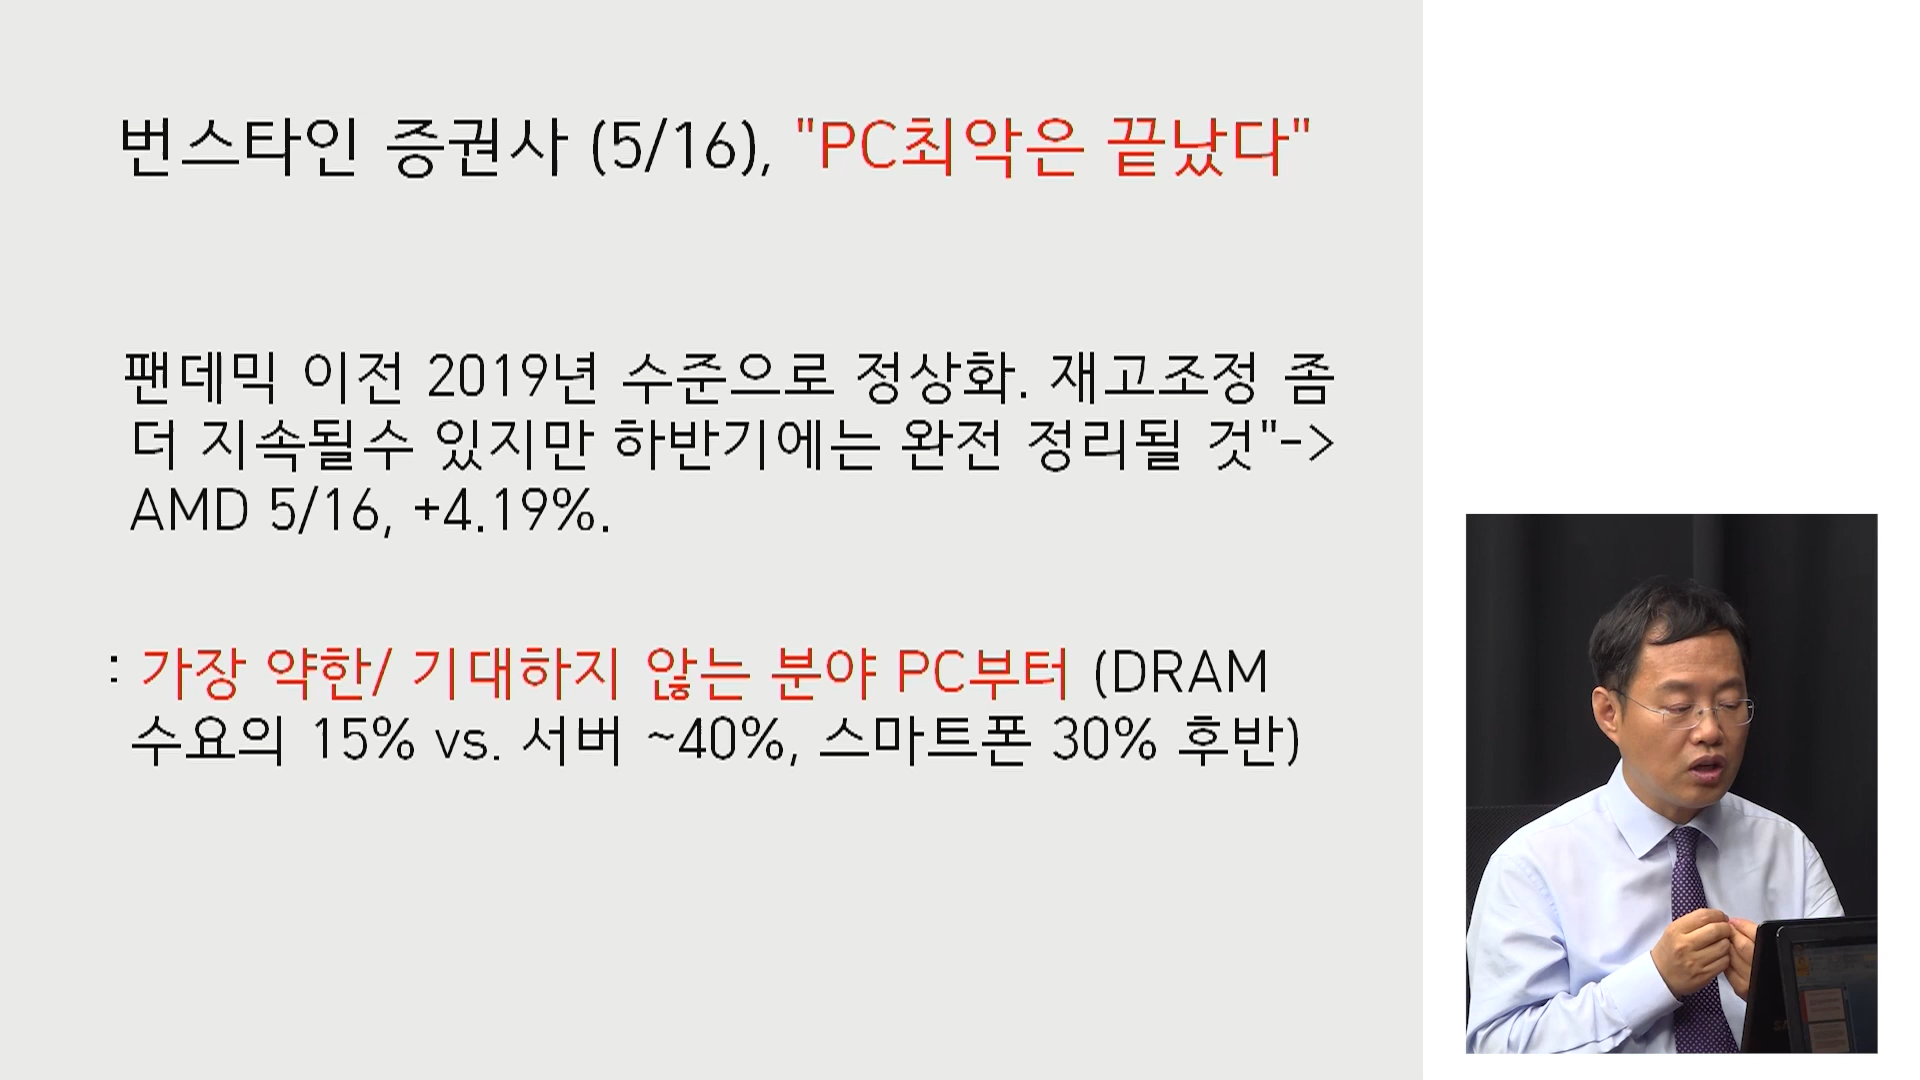 번스타인 증권사 (5/16), "PC최악은 끝났다"
팬데믹 이전 2019년 수준으로 정상화. 재고조정 좀
더 지속될수 있지만 하반기에는 완전 정리될 것"->
AMD 5/16, +4.19%.
: 가장 약한/ 기대하지 않는 분야 PC부터 (DRAM
수요의 15% vs. 서버 ~40%, 스마트폰 30% 후반)